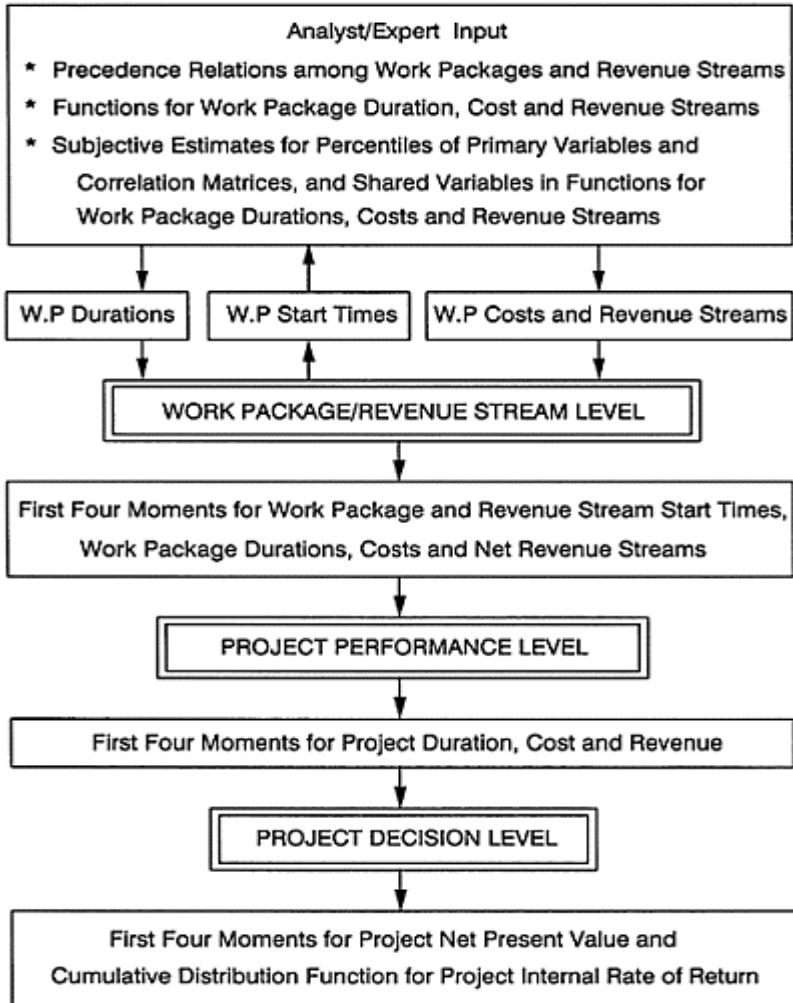 Analyst/Expert Input
* Precedence Relations among Work Packages and Revenue Streams
* Functions for Work Package Duration, Cost and Revenue Streams
* Subjective Estimates for Percentiles of Primary Variables and
Correlation Matrices, and Shared Variables in Functions for
Work Package Durations, Costs and Revenue Streams
W.P Durations
W.P Start Times
W.P Costs and Revenue Streams
WORK PACKAGE/REVENUE STREAM LEVEL
First Four Moments for Work Package and Revenue Stream Start Times,
Work Package Durations, Costs and Net Revenue Streams
PROJECT PERFORMANCE LEVEL
First Four Moments for Project Duration, Cost and Revenue
PROJECT DECISION LEVEL
First Four Moments for Project Net Present Value and
Cumulative Distribution Function for Project Internal Rate of Return